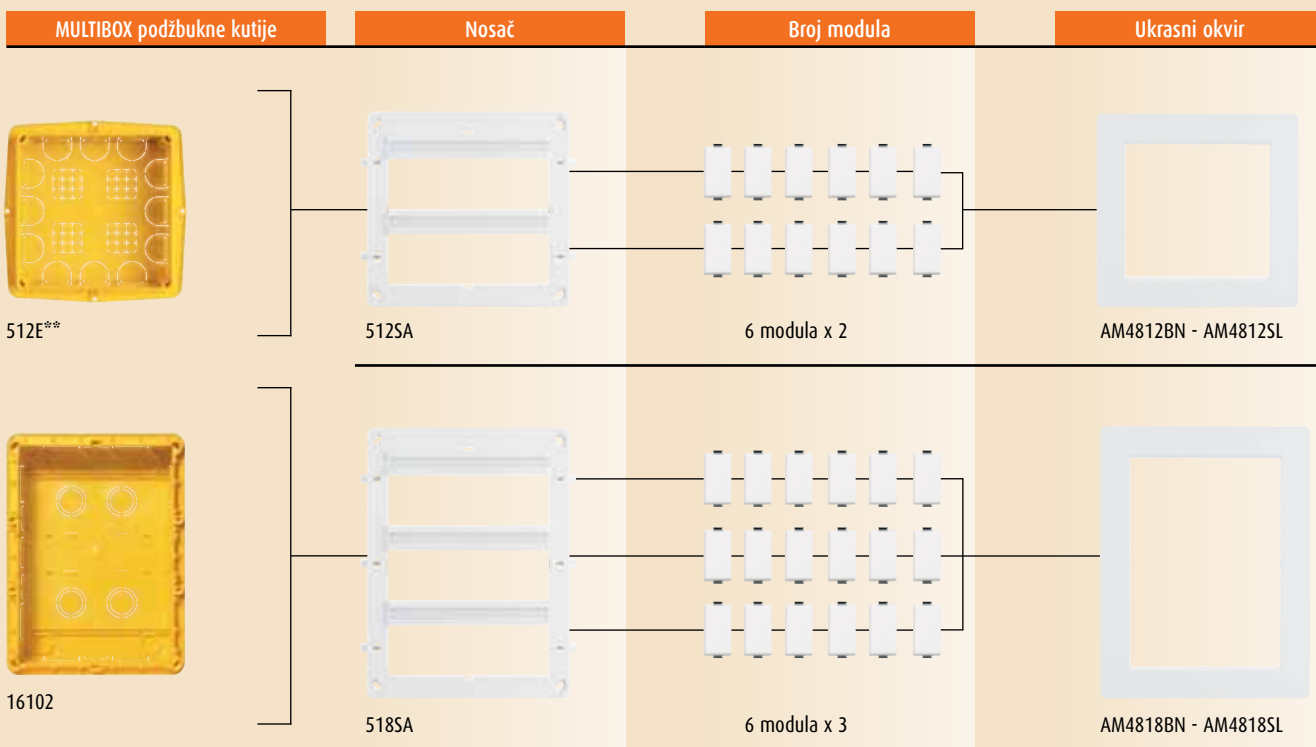 MULTIBOX podžbukne kutije
Nosač
Broj modula
Ukrasni okvir
512E**
512SA
6 modula x 2
AM4812BN - AM4812SL
16102
518SA
6 modula x 3
AM4818BN - AM4818SL